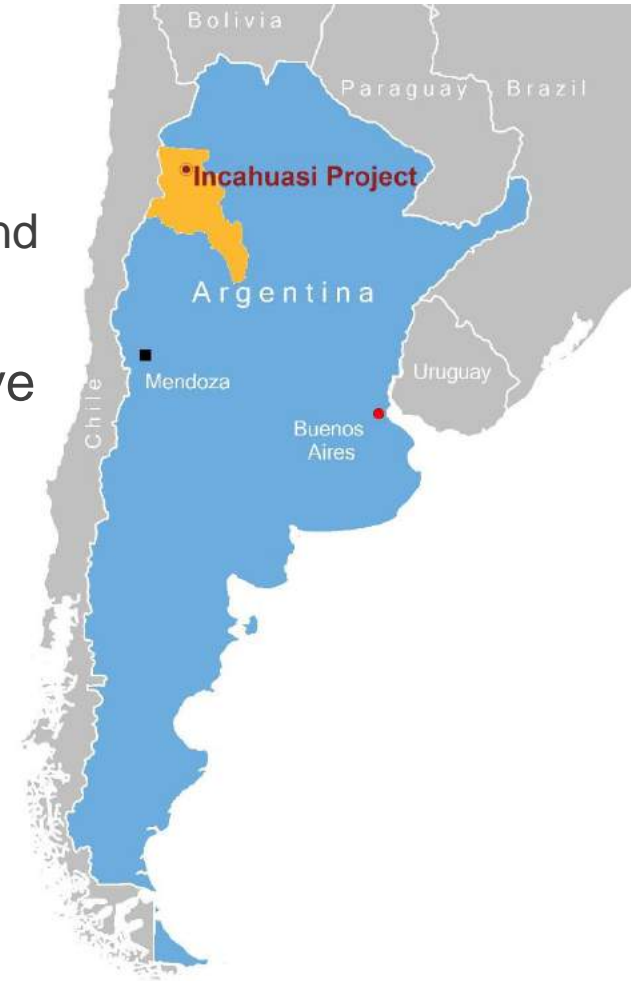 Bolivia
Paraguay
Brazil
Incahuasi Project
nd
Argentina
ve
Mendoza
Uruguay
Chile
Buenos
Aires